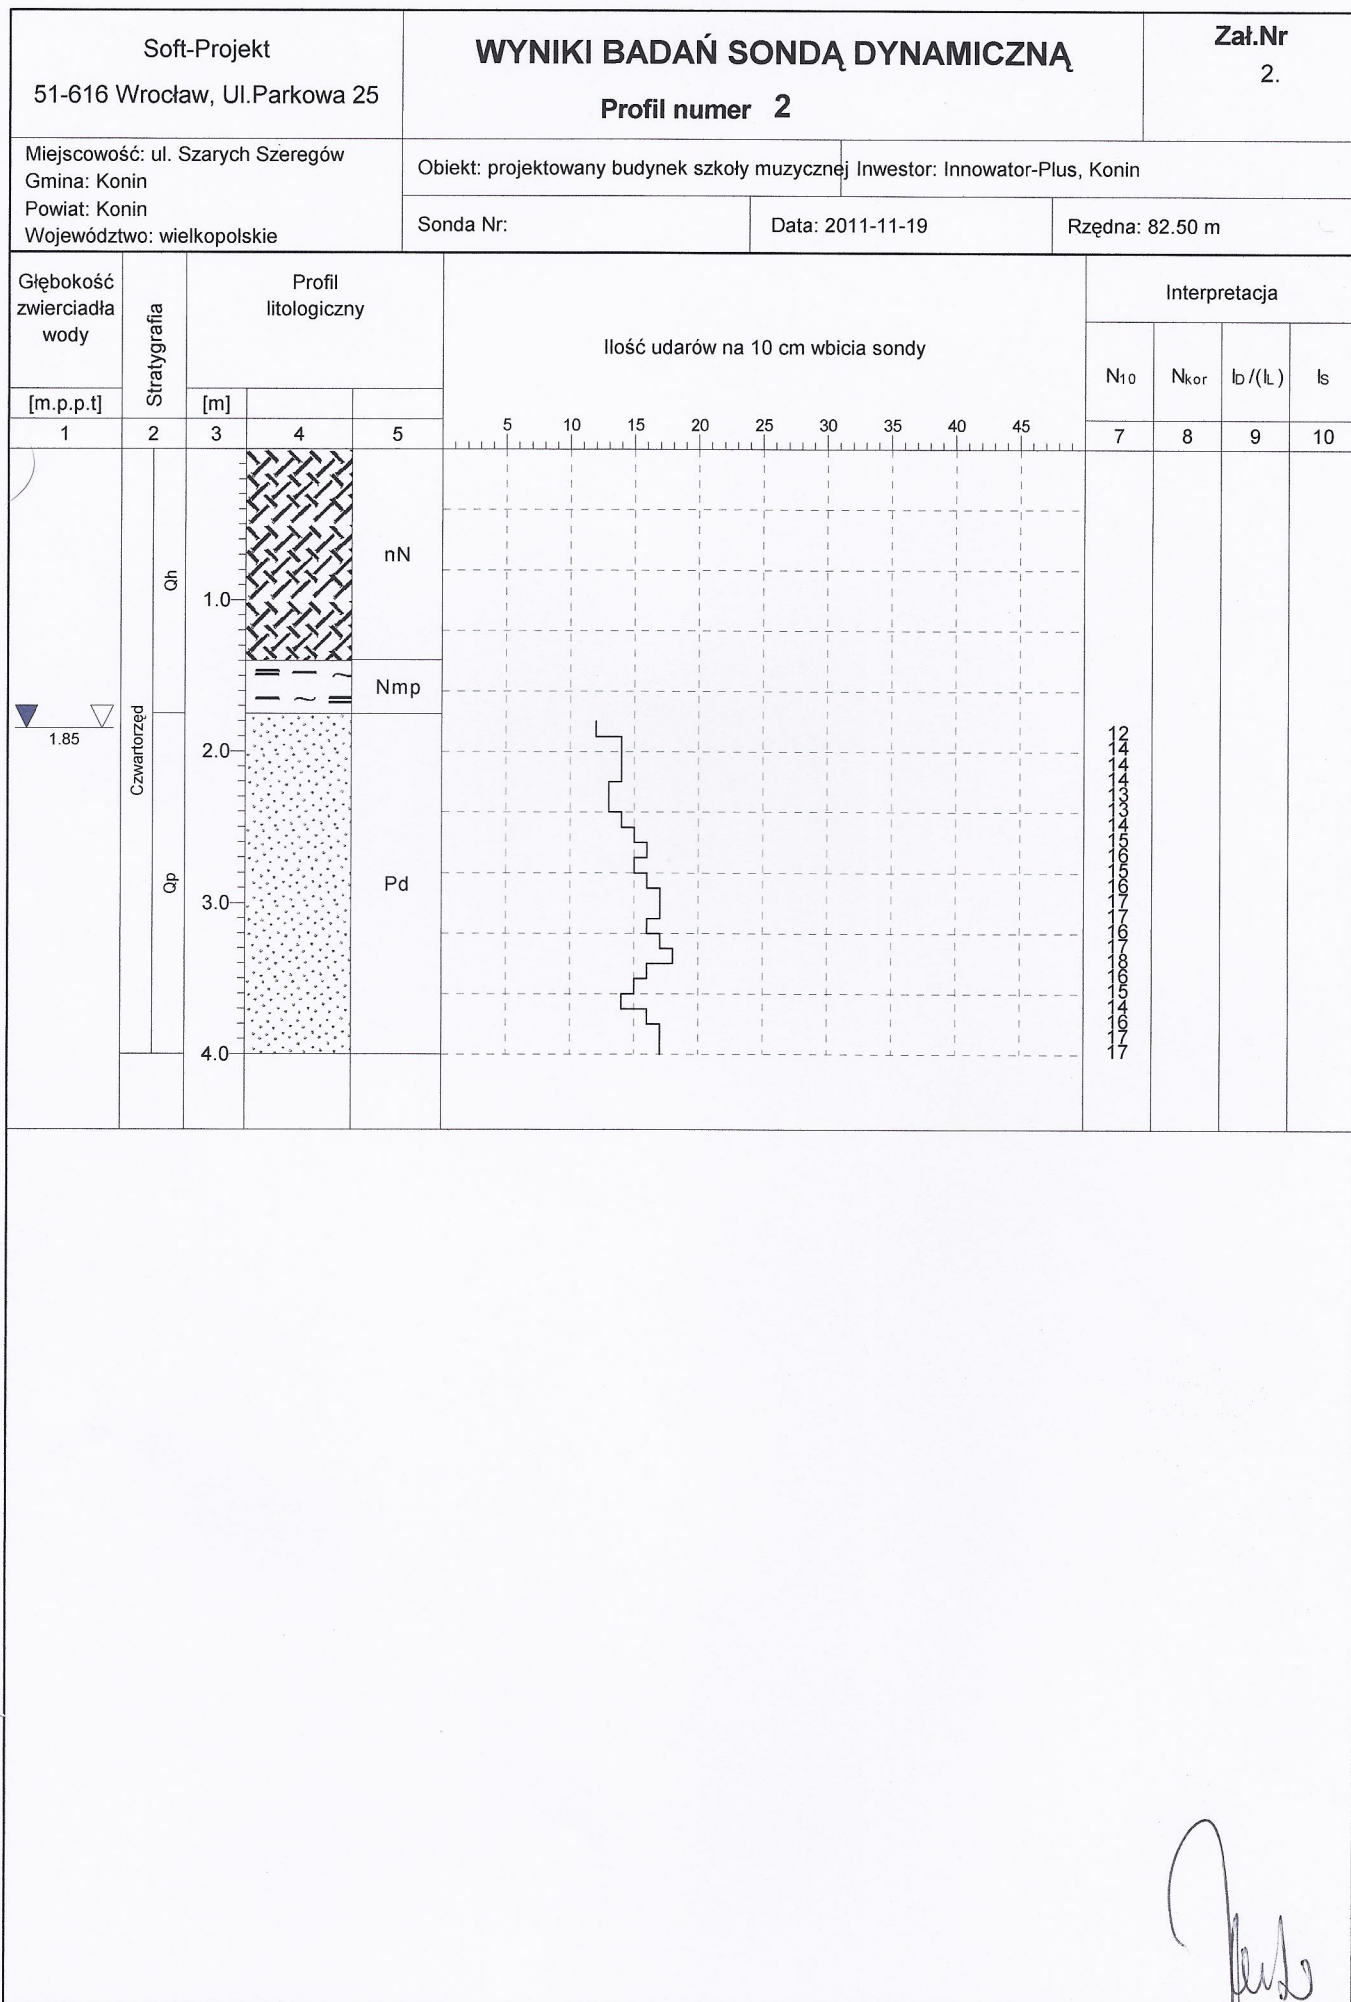 Soft-Projekt
51-616 Wrocław, Ul.Parkowa 25
WYNIKI BADAŃ SONDĄ DYNAMICZNĄ
Profil numer 2
Zał.Nr
2.
Miejscowość: ul. Szarych Szeregów
Gmina: Konin
Powiat: Konin
Województwo: wielkopolskie
Obiekt: projektowany budynek szkoły muzycznej Inwestor: Innowator-Plus, Konin
Sonda Nr: Data: 2011-11-19 Rzędna: 82.50 m
Głębokość
zwierciadła
wody
[m.p.p.t]
Stratygrafia
Profil
litologiczny
[m]
Ilość udarów na 10 cm wbicia sondy
Interpretacja
N10 Nkor ID/(IL) IS
5 10 15 20 25 30 35 40 45
1 2 3 4 5 7 8 9 10
nN
Qh
1.0
Nmp
Czwartorzęd
1.85
2.0
Qp
Pd
3.0
4.0
12
14
14
14
13
13
14
15
16
15
16
17
17
16
17
18
16
15
14
16
17
17